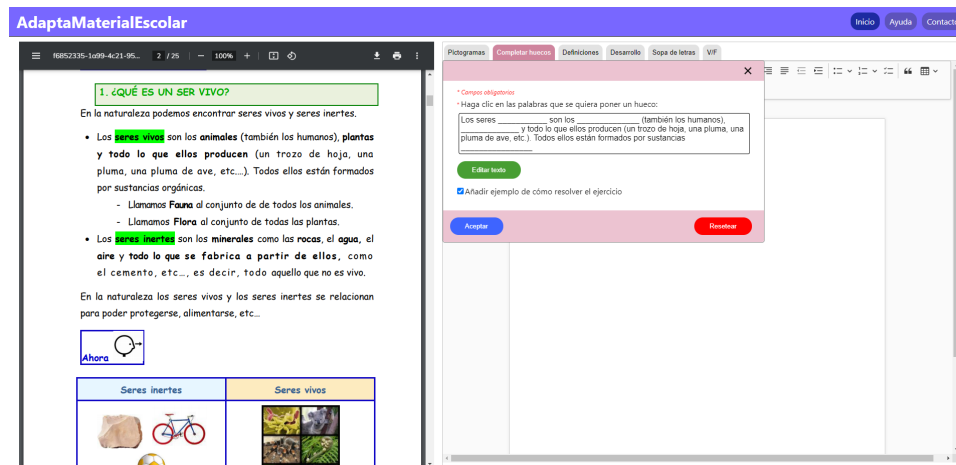 AdaptaMaterialEscolar
Inicio
Ayuda
Contacto
f6852335-1a99-4c21-95...
2 / 25
100%
1. ¿QUÉ ES UN SER VIVO?
En la naturaleza podemos encontrar seres vivos y seres inertes.
• Los seres vivos son los animales (también los humanos), plantas
y todo lo que ellos producen (un trozo de hoja, una
pluma, una pluma de ave, etc....). Todos ellos están formados
por sustancias orgánicas.
- Llamamos Fauna al conjunto de de todos los animales.
- Llamamos Flora al conjunto de todas las plantas.
• Los seres inertes son los minerales como las rocas, el agua, el
aire y todo lo que se fabrica a partir de ellos, como
el cemento, etc..., es decir, todo aquello que no es vivo.
En la naturaleza los seres vivos y los seres inertes se relacionan
para poder protegerse, alimentarse, etc...
Ahora
Seres inertes
Seres vivos
Pictogramas
Completar huecos
Definiciones
Desarrollo
Sopa de letras
V/F
* Campos obligatorios
* Haga clic en las palabras que se quiera poner un hueco:
Los seres __________ son los _____________ (también los humanos),
_____________ y todo lo que ellos producen (un trozo de hoja, una pluma, una
pluma de ave, etc.). Todos ellos están formados por sustancias
_______________
Editar texto
Añadir ejemplo de cómo resolver el ejercicio
Aceptar
Resetear